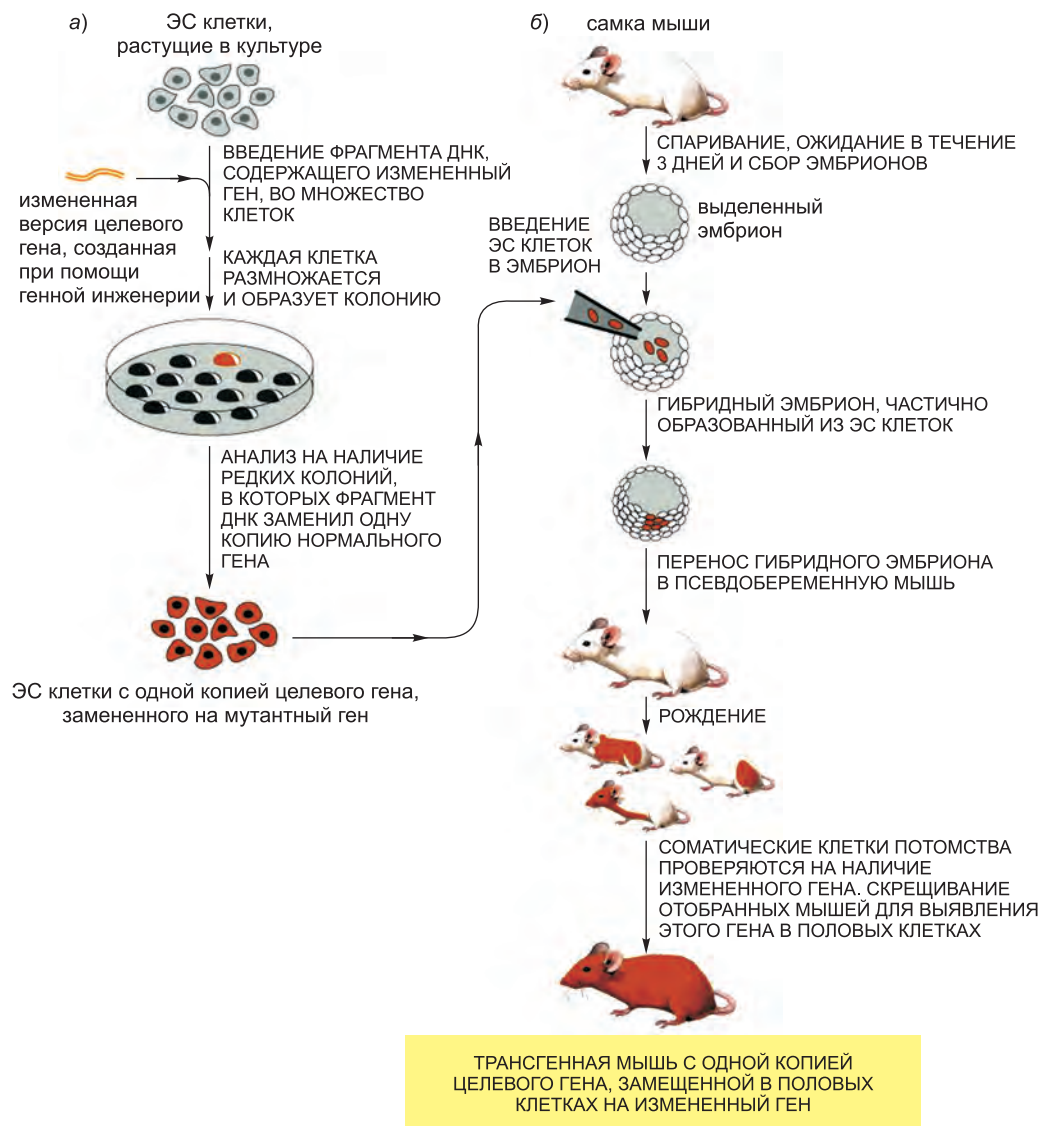 а)
ЭС клетки,
растущие в культуре
ВВЕДЕНИЕ ФРАГМЕНТА ДНК,
СОДЕРЖАЩЕГО ИЗМЕНЕННЫЙ
ГЕН, ВО МНОЖЕСТВО
КЛЕТОК
измененная
версия целевого
гена, созданная
при помощи
генной инженерии
КАЖДАЯ КЛЕТКА
РАЗМНОЖАЕТСЯ
И ОБРАЗУЕТ КОЛОНИЮ
АНАЛИЗ НА НАЛИЧИЕ
РЕДКИХ КОЛОНИЙ,
В КОТОРЫХ ФРАГМЕНТ
ДНК ЗАМЕНИЛ ОДНУ
КОПИЮ НОРМАЛЬНОГО
ГЕНА
ЭС клетки с одной копией целевого гена,
замененного на мутантный ген
б)
самка мыши
СПАРИВАНИЕ, ОЖИДАНИЕ В ТЕЧЕНИЕ
3 ДНЕЙ И СБОР ЭМБРИОНОВ
выделенный
эмбрион
ВВЕДЕНИЕ
ЭС КЛЕТОК
В ЭМБРИОН
ГИБРИДНЫЙ ЭМБРИОН, ЧАСТИЧНО
ОБРАЗОВАННЫЙ ИЗ ЭС КЛЕТОК
ПЕРЕНОС ГИБРИДНОГО ЭМБРИОНА
В ПСЕВДОБЕРЕМЕННУЮ МЫШЬ
РОЖДЕНИЕ
СОМАТИЧЕСКИЕ КЛЕТКИ ПОТОМСТВА
ПРОВЕРЯЮТСЯ НА НАЛИЧИЕ
ИЗМЕНЕННОГО ГЕНА. СКРЕЩИВАНИЕ
ОТОБРАННЫХ МЫШЕЙ ДЛЯ ВЫЯВЛЕНИЯ
ЭТОГО ГЕНА В ПОЛОВЫХ КЛЕТКАХ
ТРАНСГЕННАЯ МЫШЬ С ОДНОЙ КОПИЕЙ
ЦЕЛЕВОГО ГЕНА, ЗАМЕЩЕННОЙ В ПОЛОВЫХ
КЛЕТКАХ НА ИЗМЕНЕННЫЙ ГЕН